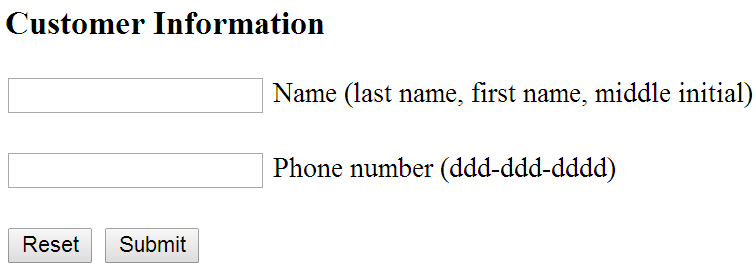 Customer Information
Name (last name, first name, middle initial)
Phone number (ddd-ddd-dddd)
Reset Submit